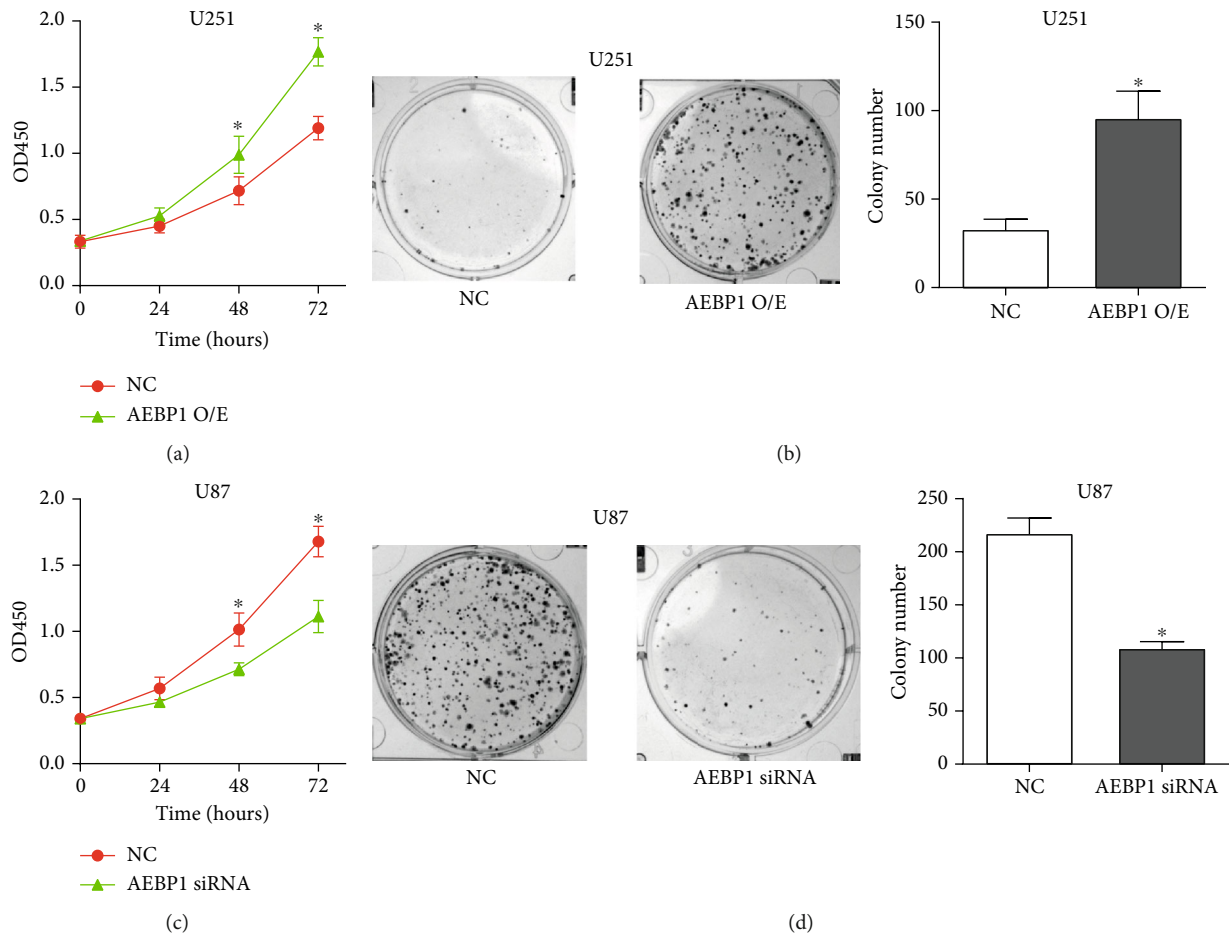 U251
2.0
1.5
1.0
0.5
0.0
OD450
0 24 48 72
Time (hours)
* *
NC
AEBP1 O/E
(a)
U251
NC
AEBP1 O/E
U251
150
100
50
0
Colony number
*
NC AEBP1 O/E
(b)
U87
2.0
1.5
1.0
0.5
0.0
OD450
0 24 48 72
Time (hours)
* *
NC
AEBP1 siRNA
(c)
U87
NC
AEBP1 siRNA
U87
250
200
150
100
50
0
Colony number
*
NC AEBP1 siRNA
(d)